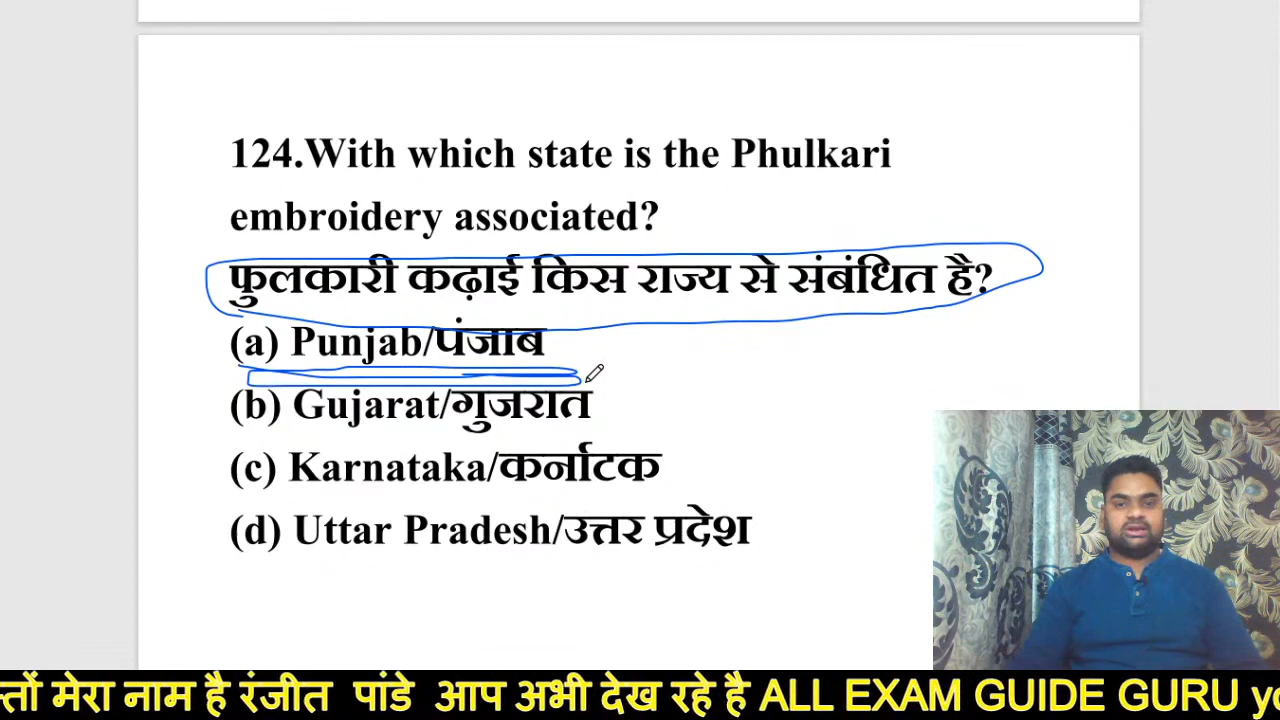 124.With which state is the Phulkari
embroidery associated?
फुलकारी कढ़ाई किस राज्य से संबंधित है?
(a) Punjab/पंजाब
(b) Gujarat/गुजरात
(c) Karnataka/कर्नाटक
(d) Uttar Pradesh/उत्तर प्रदेश
मेरा नाम है रंजीत पांडे आप अभी देख रहे है ALL EXAM GUIDE GURU